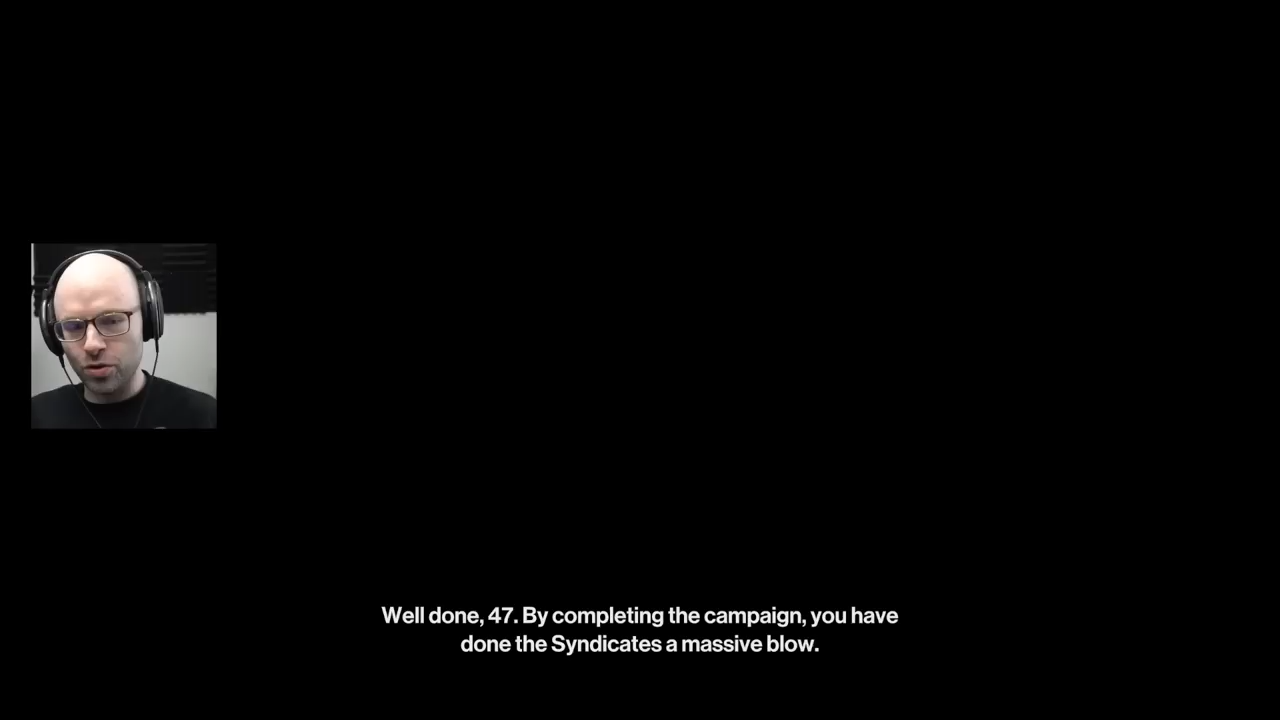 Well done, 47. By completing the campaign, you have
done the Syndicates a massive blow.